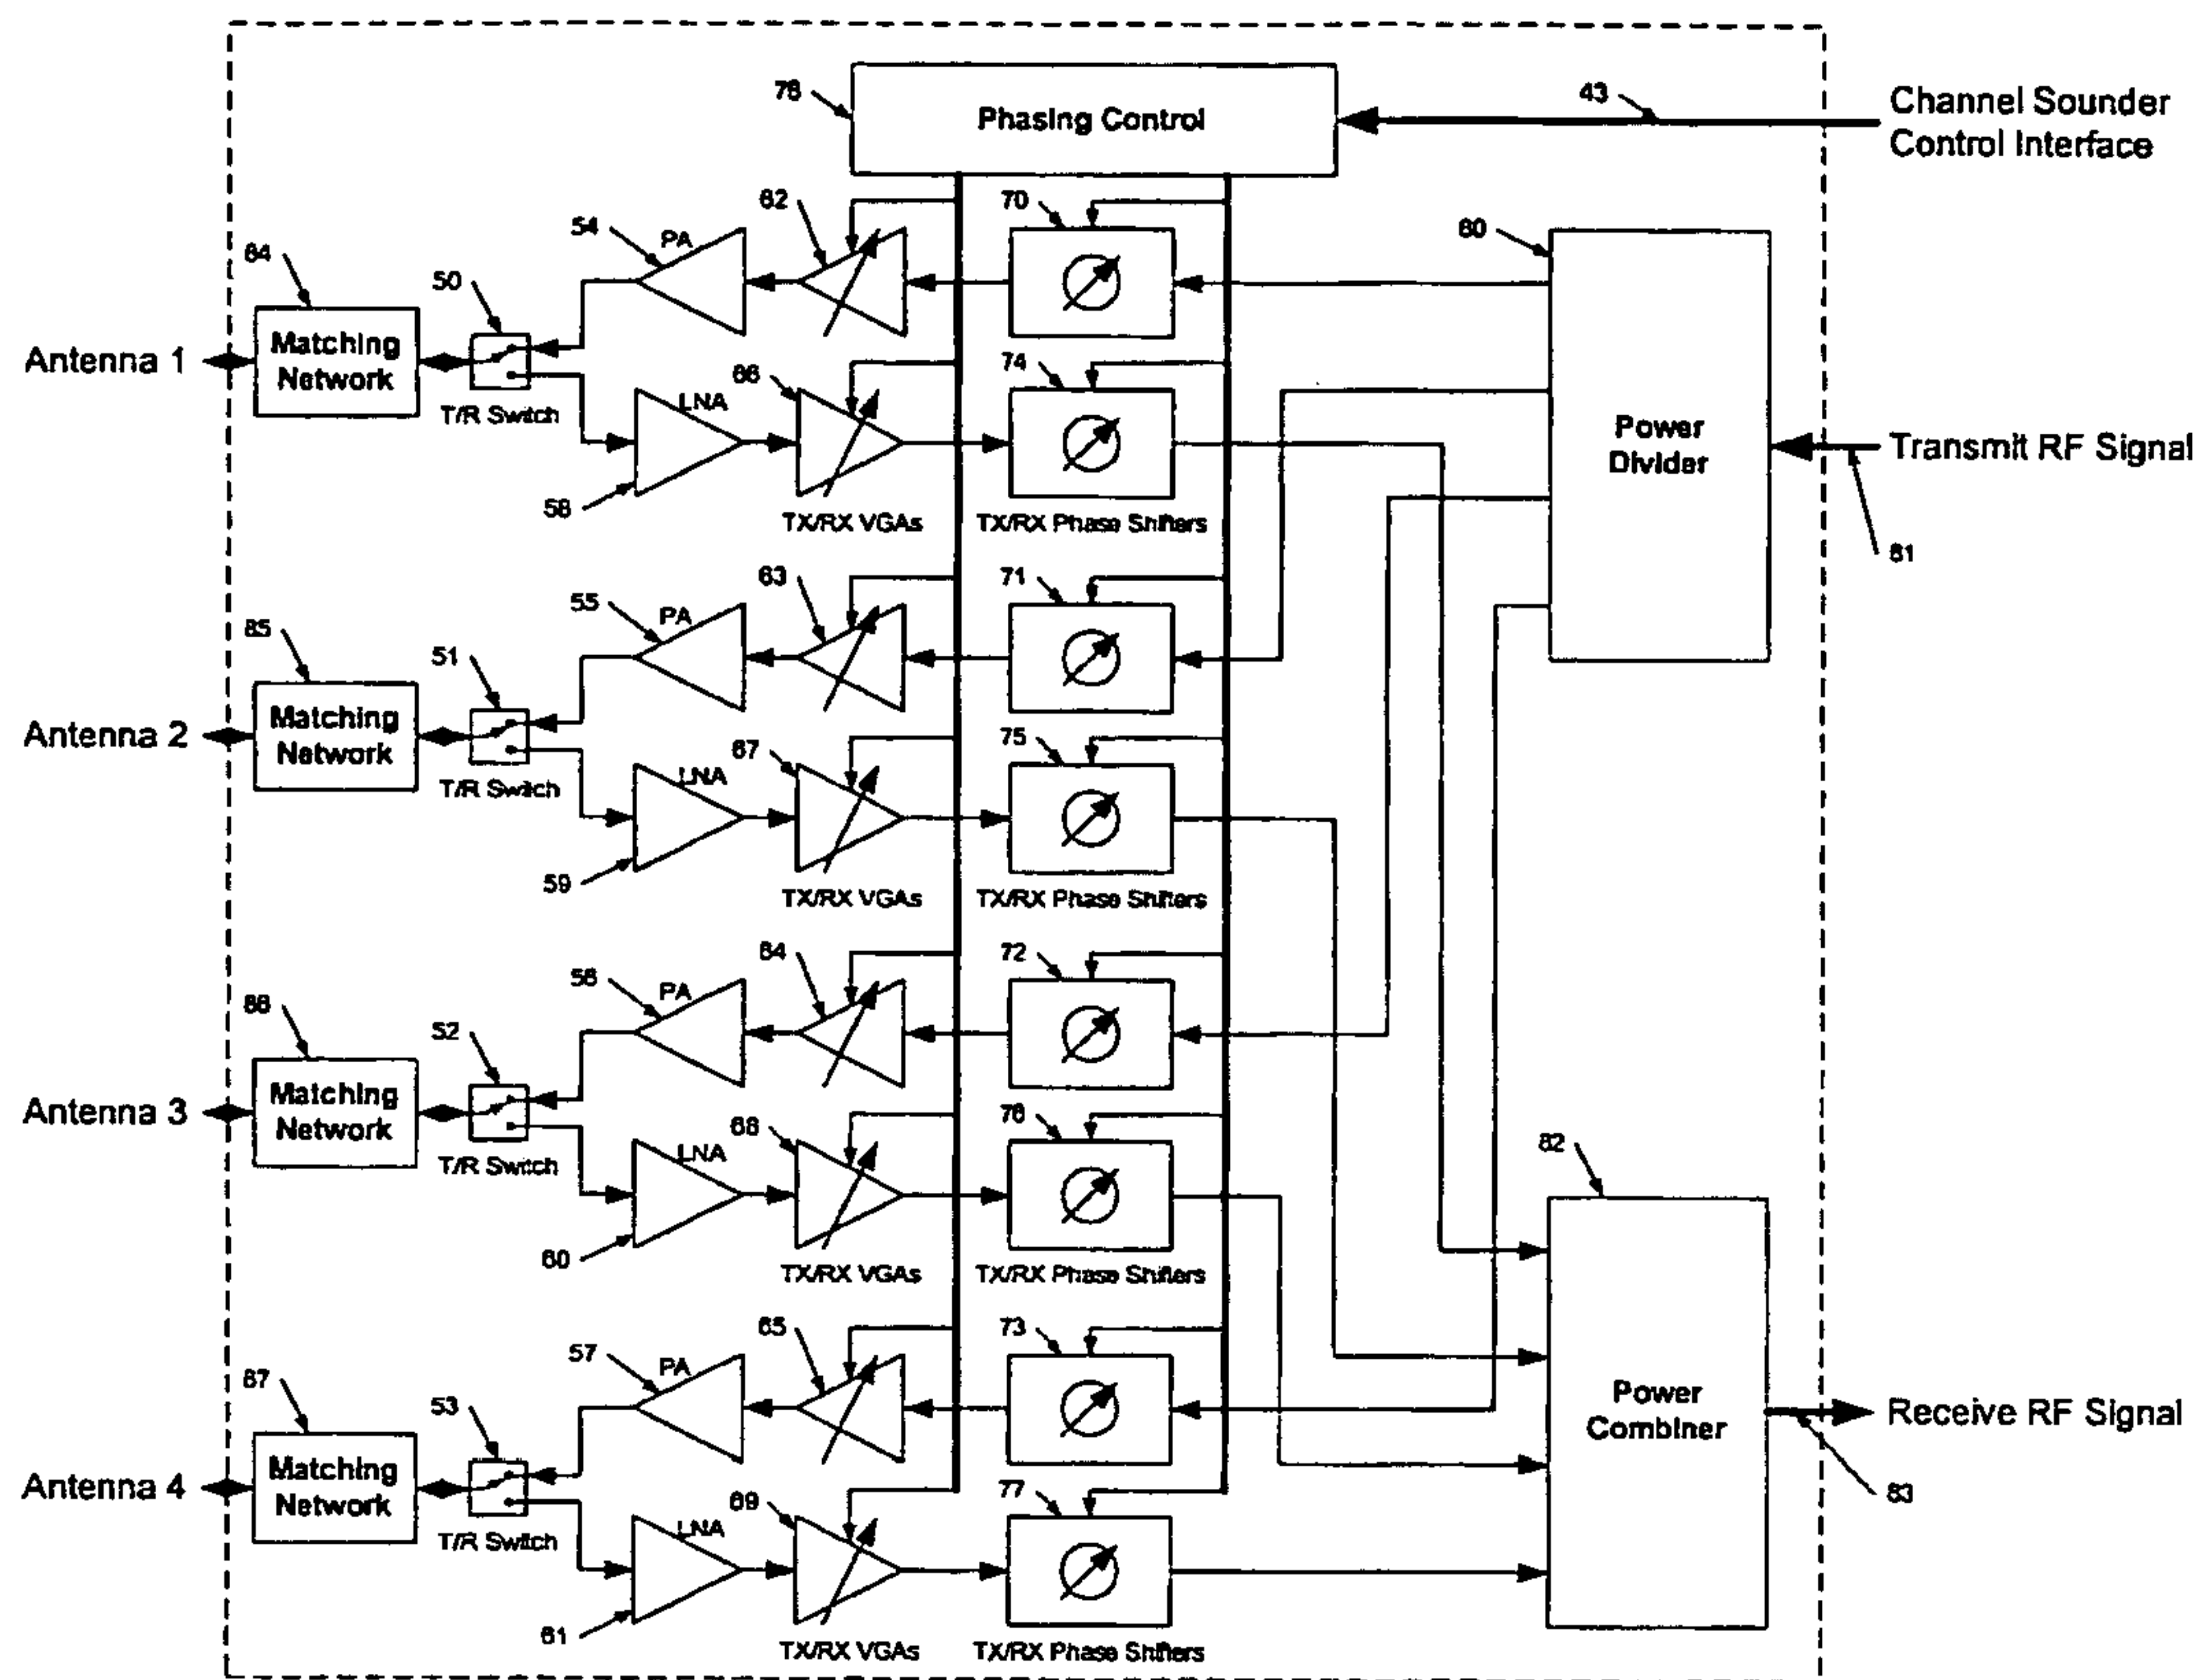 78
Phasing Control
43
Channel Sounder
Control Interface
84
Antenna 1
Matching
Network
50
T/R Switch
54
PA
62
70
58
LNA
66
TX/RX VGAs
74
TX/RX Phase Shifters
80
Power
Divider
Transmit RF Signal
81
85
Antenna 2
Matching
Network
51
T/R Switch
55
PA
63
71
59
LNA
67
TX/RX VGAs
75
TX/RX Phase Shifters
86
Antenna 3
Matching
Network
52
T/R Switch
56
PA
64
72
60
LNA
68
TX/RX VGAs
76
TX/RX Phase Shifters
82
Power
Combiner
Receive RF Signal
83
87
Antenna 4
Matching
Network
53
T/R Switch
57
PA
65
73
61
LNA
69
TX/RX VGAs
77
TX/RX Phase Shifters